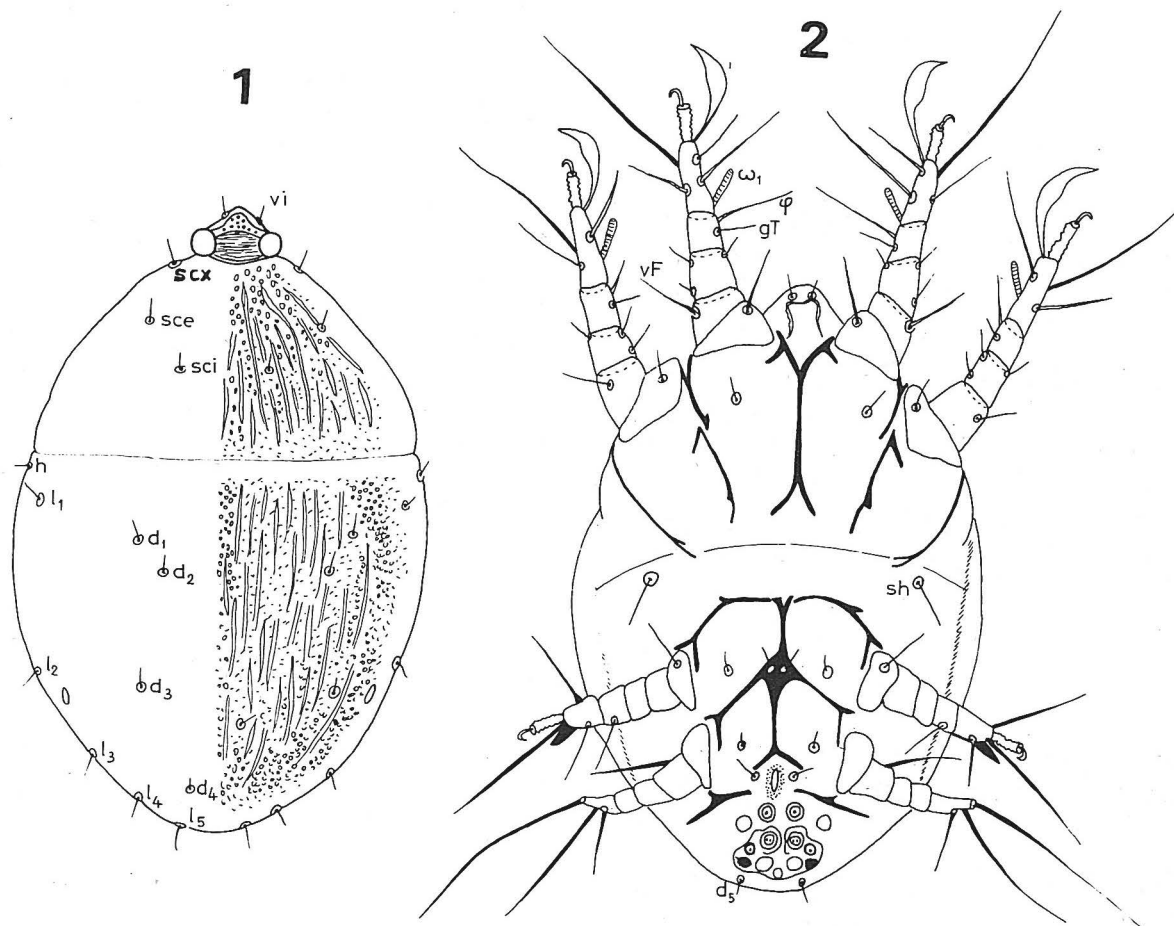 1
vi
scx
sce
sci
h
l₁
d₁
d₂
l₂
d₃
l₃
l₄
d₄
l₅
2
ω₁
φ
gT
vF
sh
d₅